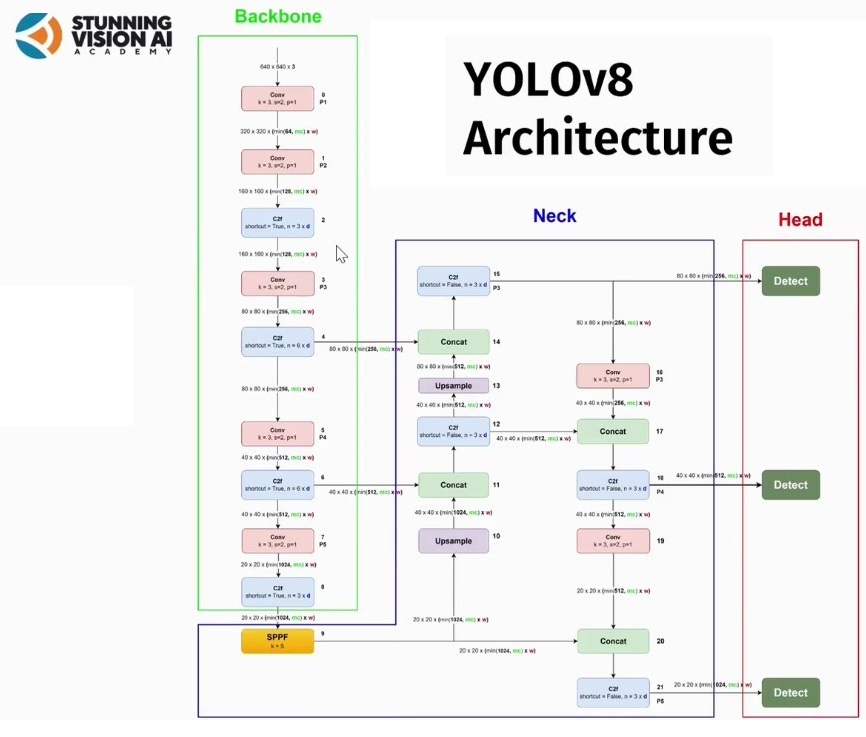 STUNNING
VISION AI
ACADEMY
Backbone
YOLOv8
Architecture
640 x 640 x 3
Conv
k = 3, s=2, p=1
0
P1
320 x 320 x (min(64, mc) x w)
Conv
k = 3, s=2, p=1
1
P2
160 x 160 x (min(128, mc) x w)
C2f
shortcut = True, n = 3 x d
2
160 x 160 x (min(128, mc) x w)
Conv
k = 3, s=2, p=1
3
P3
80 x 80 x (min(256, mc) x w)
C2f
shortcut = True, n = 6 x d
4
80 x 80 x (min(256, mc) x w)
80 x 80 x (min(256, mc) x w)
Conv
k = 3, s=2, p=1
5
P4
40 x 40 x (min(512, mc) x w)
C2f
shortcut = True, n = 6 x d
6
40 x 40 x (min(512, mc) x w)
40 x 40 x (min(512, mc) x w)
Conv
k = 3, s=2, p=1
7
P5
20 x 20 x (min(1024, mc) x w)
C2f
shortcut = True, n = 3 x d
8
20 x 20 x (min(1024, mc) x w)
SPPF
k = 5
9
Neck
C2f
shortcut = False, n = 3 x d
15
P3
Concat
14
80 x 80 x (min(512, mc) x w)
Upsample
13
40 x 40 x (min(512, mc) x w)
C2f
shortcut = False, n = 3 x d
12
40 x 40 x (min(512, mc) x w)
Concat
11
40 x 40 x (min(1024, mc) x w)
Upsample
10
20 x 20 x (min(1024, mc) x w)
20 x 20 x (min(1024, mc) x w)
80 x 80 x (min(256, mc) x w)
80 x 80 x (min(256, mc) x w)
Conv
k = 3, s=2, p=1
16
P3
40 x 40 x (min(256, mc) x w)
Concat
17
C2f
shortcut = False, n = 3 x d
18
P4
40 x 40 x (min(512, mc) x w)
40 x 40 x (min(512, mc) x w)
Conv
k = 3, s=2, p=1
19
20 x 20 x (min(512, mc) x w)
Concat
20
C2f
shortcut = False, n = 3 x d
21
20 x 20 x (min(1024, mc) x w)
Head
Detect
Detect
Detect